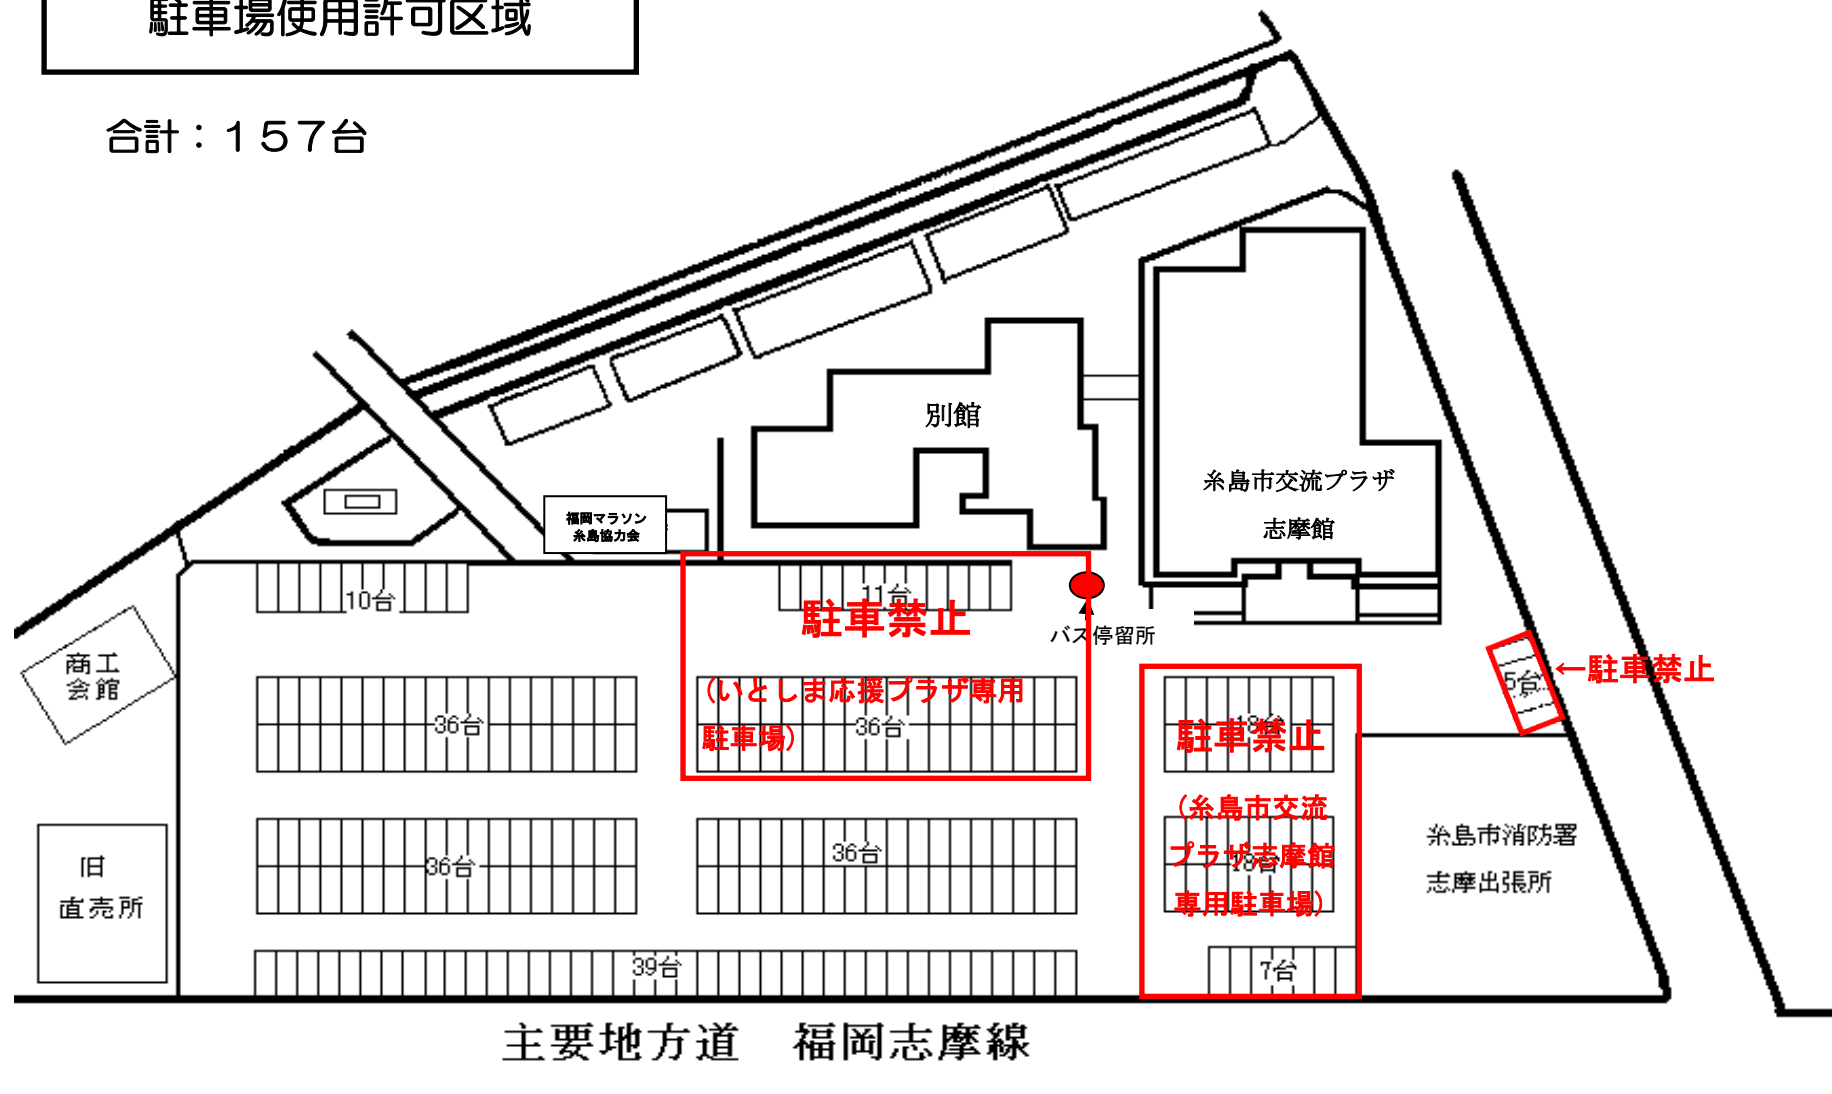 駐車場使用許可区域
合計：１５７台
別館
糸島市交流プラザ
志摩館
福岡マラソン
糸島協力会
10台
11台
駐車禁止
バス停留所
商工
会館
←駐車禁止
5台
36台
(いとしま応援プラザ専用
駐車場)
36台
18台
駐車禁止
(糸島市交流
プラザ志摩館
専用駐車場)
36台
36台
18台
糸島市消防署
志摩出張所
旧
直売所
39台
7台
主要地方道　福岡志摩線